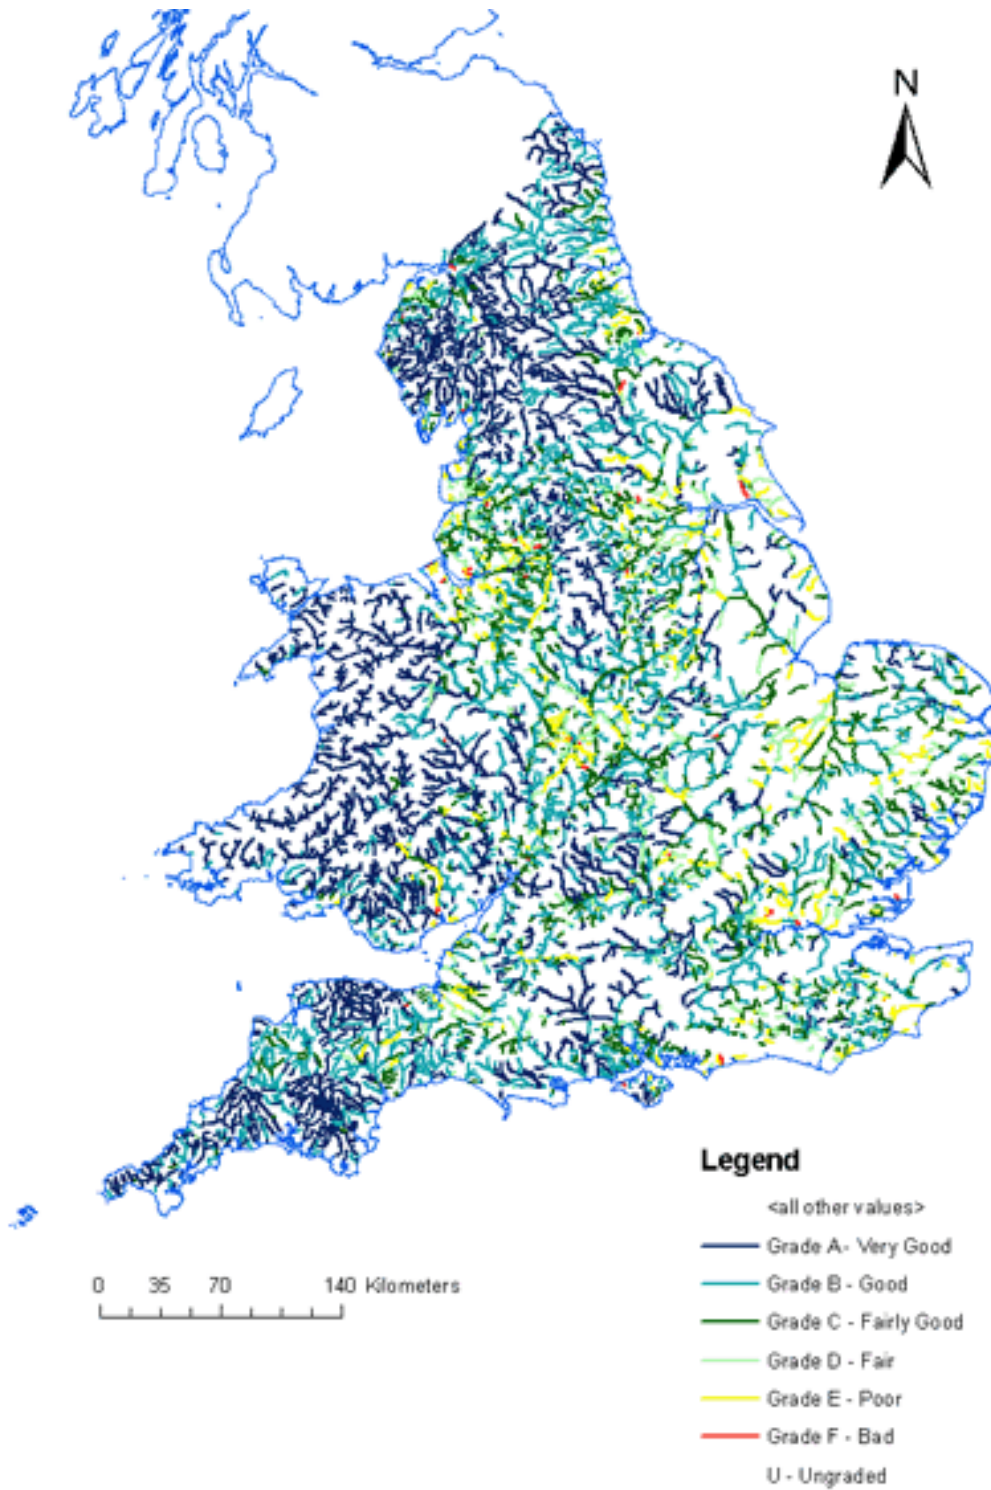 N
Legend
<all other values>
Grade A- Very Good
Grade B - Good
Grade C - Fairly Good
Grade D - Fair
Grade E - Poor
Grade F - Bad
U - Ungraded
0 35 70 140 Kilometers